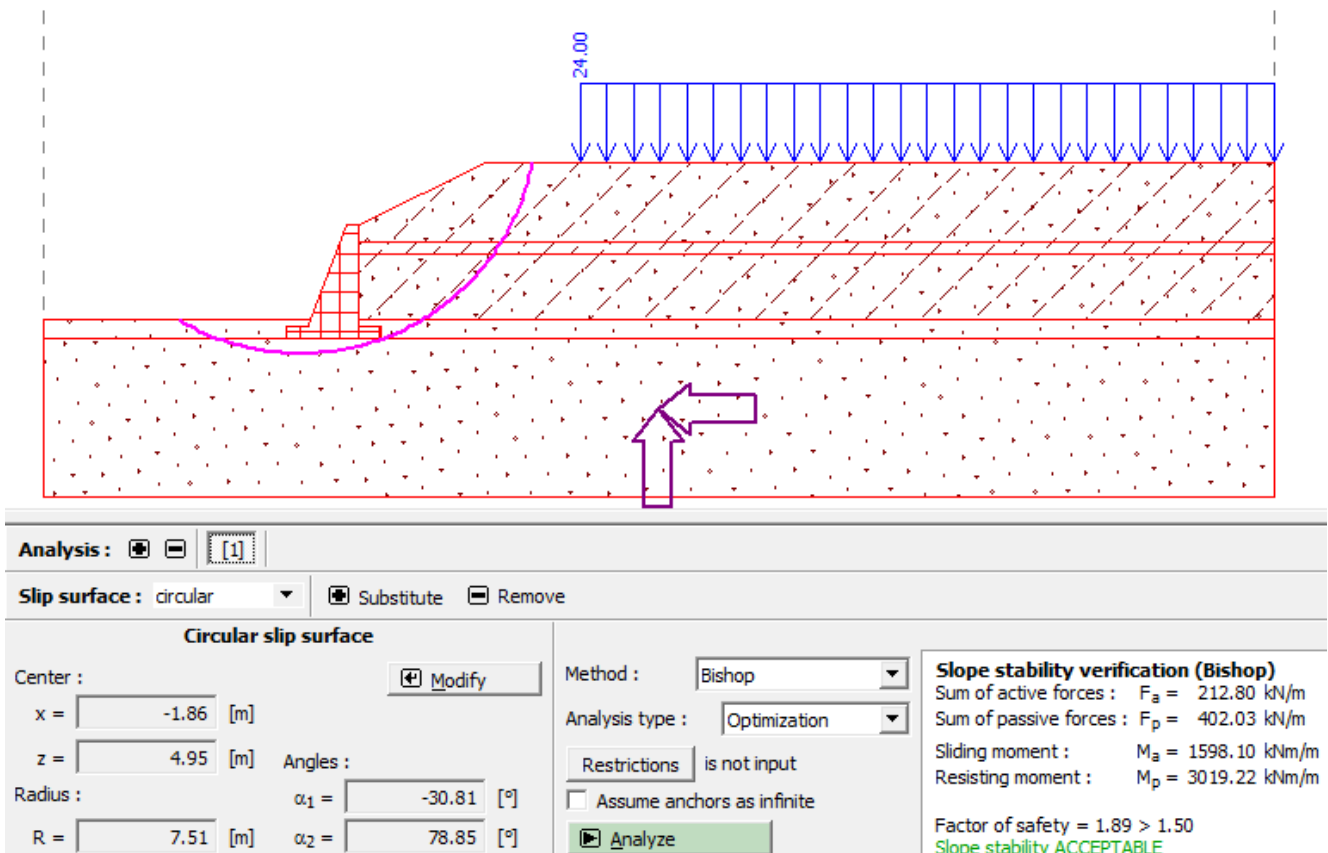 24.00
Analysis : [1]
Slip surface : circular Substitute Remove
Circular slip surface
Center :
Modify
x = -1.86 [m]
z = 4.95 [m] Angles :
Radius : α1 = -30.81 [°]
R = 7.51 [m] α2 = 78.85 [°]
Method : Bishop
Analysis type : Optimization
Restrictions is not input
Assume anchors as infinite
Analyze
Slope stability verification (Bishop)
Sum of active forces : Fa = 212.80 kN/m
Sum of passive forces : Fp = 402.03 kN/m
Sliding moment : Ma = 1598.10 kNm/m
Resisting moment : Mp = 3019.22 kNm/m
Factor of safety = 1.89 > 1.50
Slope stability ACCEPTABLE